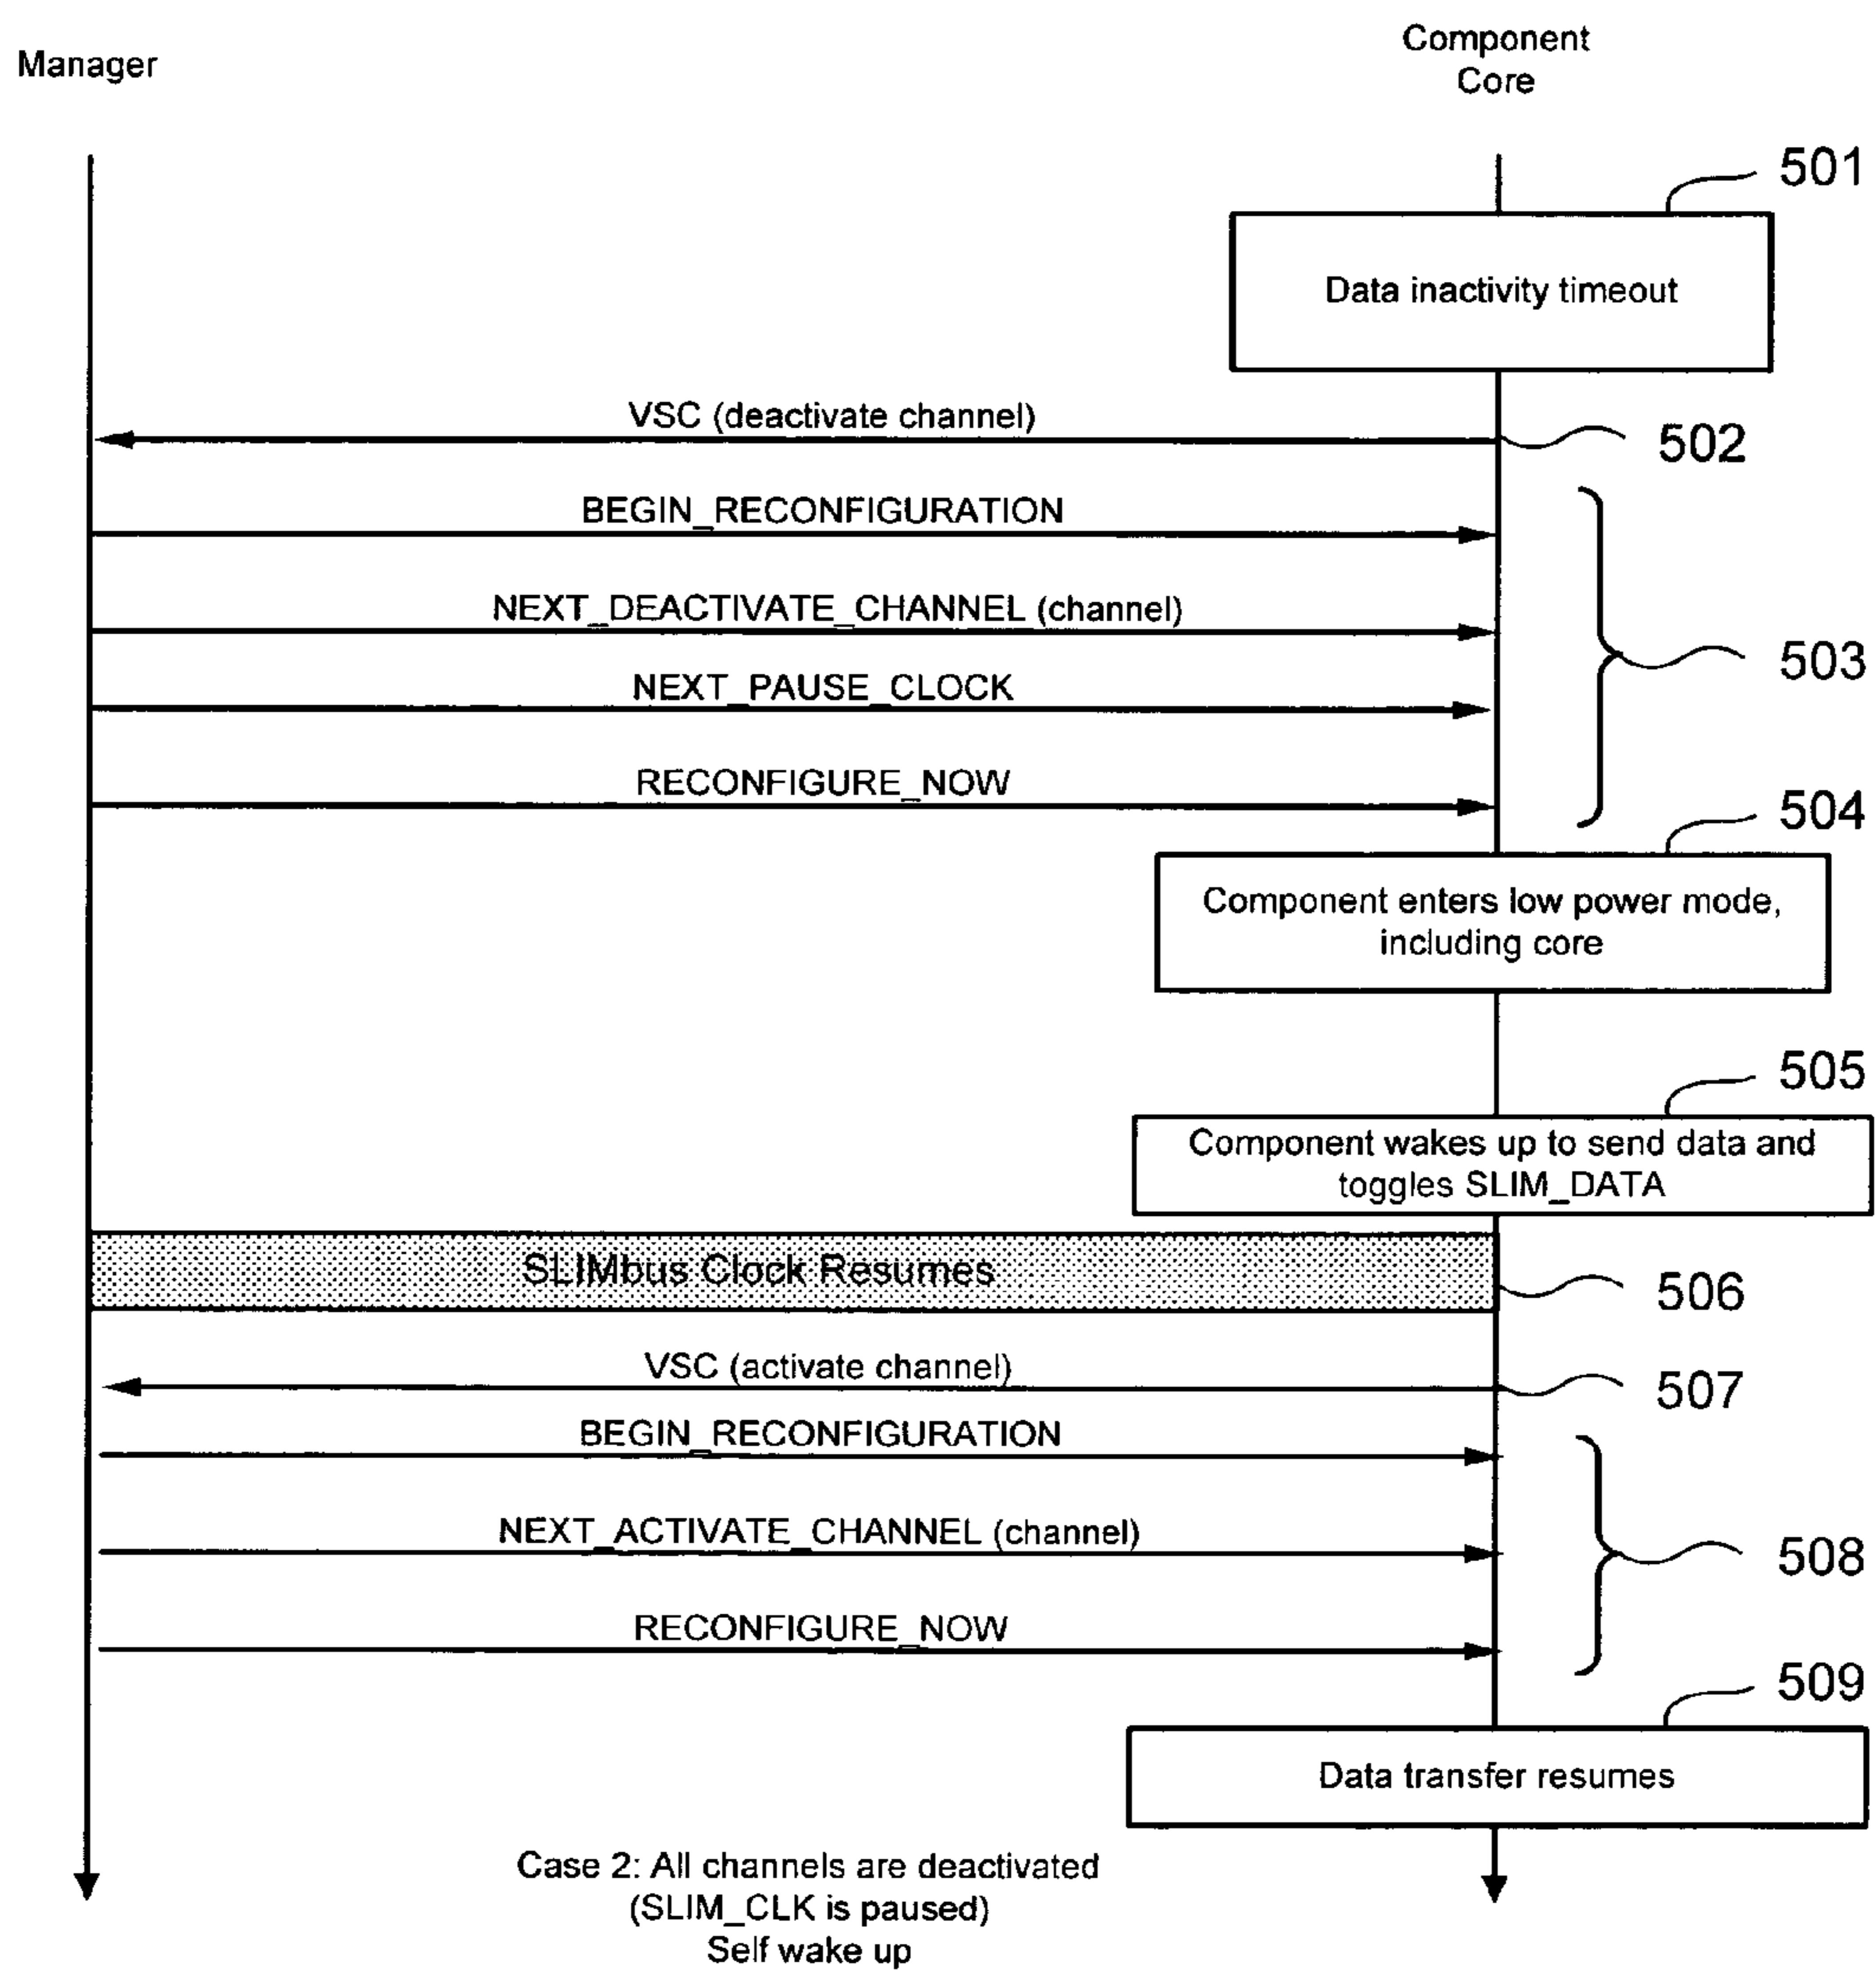 Manager
Component
Core
501
Data inactivity timeout
VSC (deactivate channel)
502
BEGIN_RECONFIGURATION
NEXT_DEACTIVATE_CHANNEL (channel)
503
NEXT_PAUSE_CLOCK
RECONFIGURE_NOW
504
Component enters low power mode,
including core
505
Component wakes up to send data and
toggles SLIM_DATA
SLIMbus Clock Resumes
506
VSC (activate channel)
507
BEGIN_RECONFIGURATION
NEXT_ACTIVATE_CHANNEL (channel)
508
RECONFIGURE_NOW
509
Data transfer resumes
Case 2: All channels are deactivated
(SLIM_CLK is paused)
Self wake up